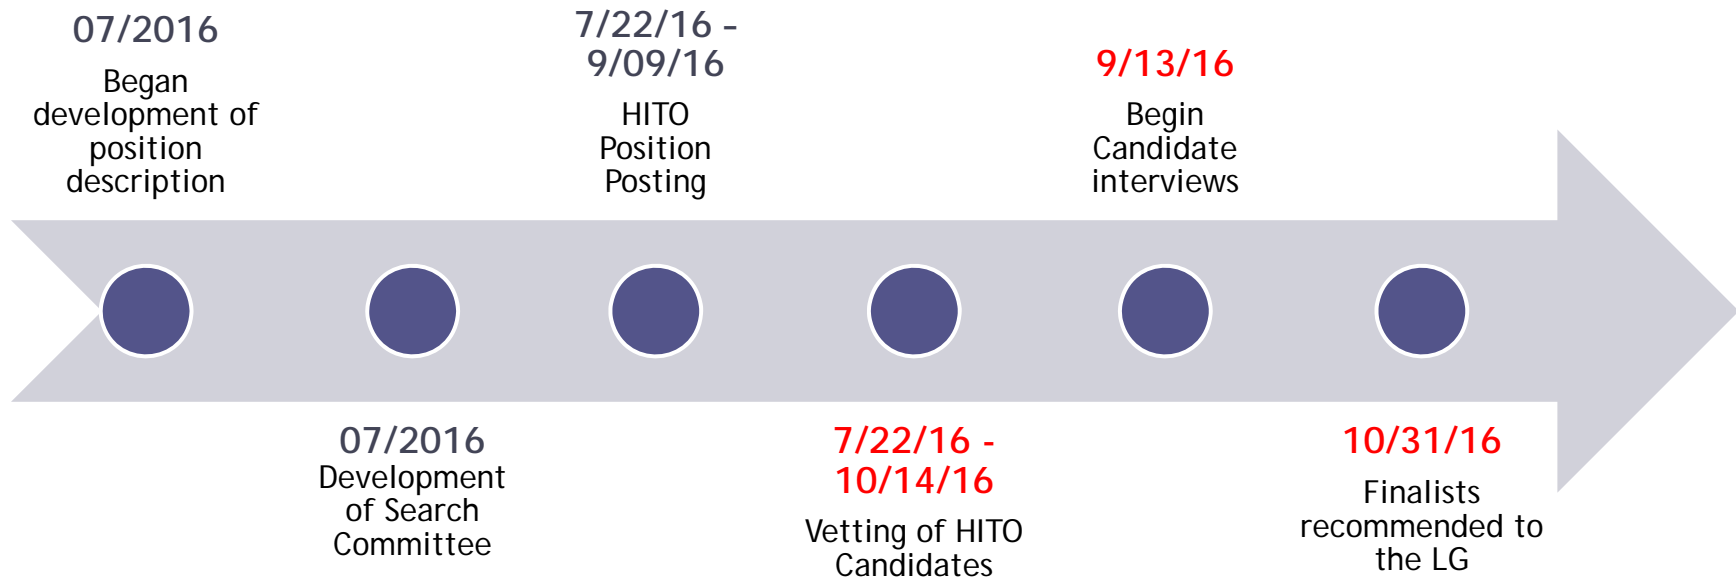 07/2016
Began
development of
position
description
07/2016
Development
of Search
Committee
7/22/16 -
9/09/16
HITO
Position
Posting
7/22/16 -
10/14/16
Vetting of HITO
Candidates
9/13/16
Begin
Candidate
interviews
10/31/16
Finalists
recommended to
the LG